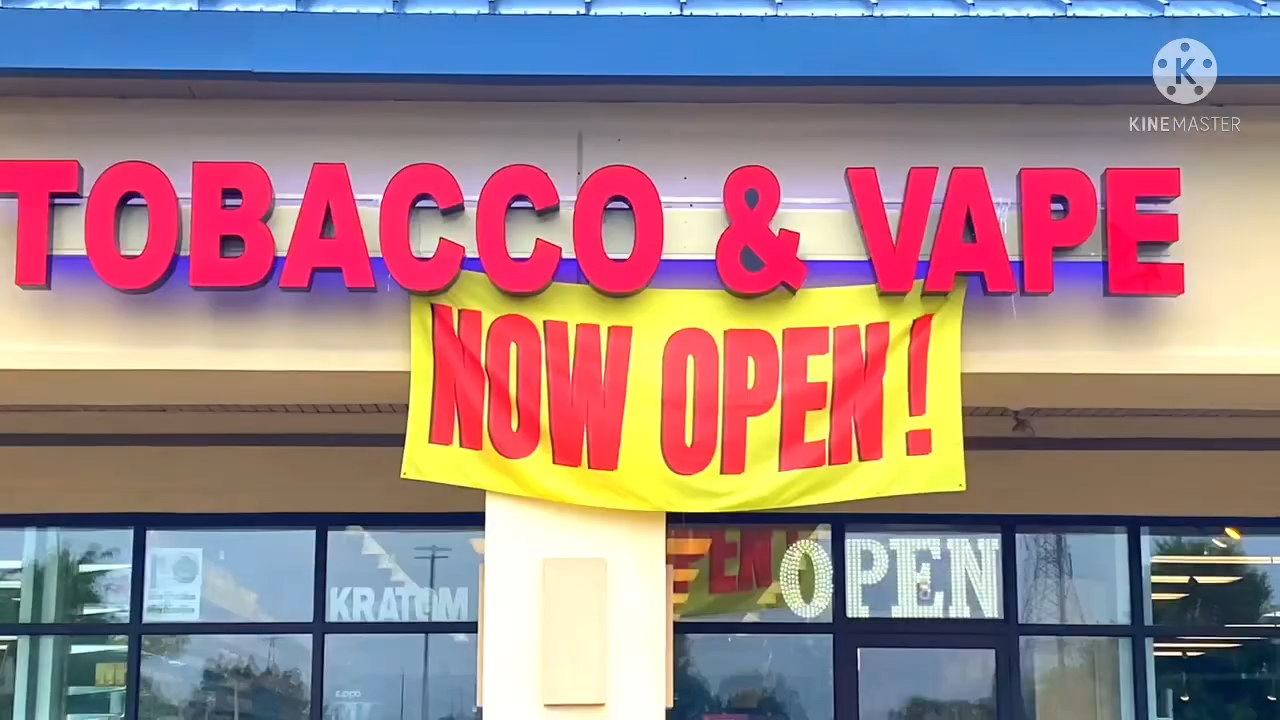 K
KINEMASTER
TOBACCO & VAPE
NOW OPEN!
OPEN
KRATOM